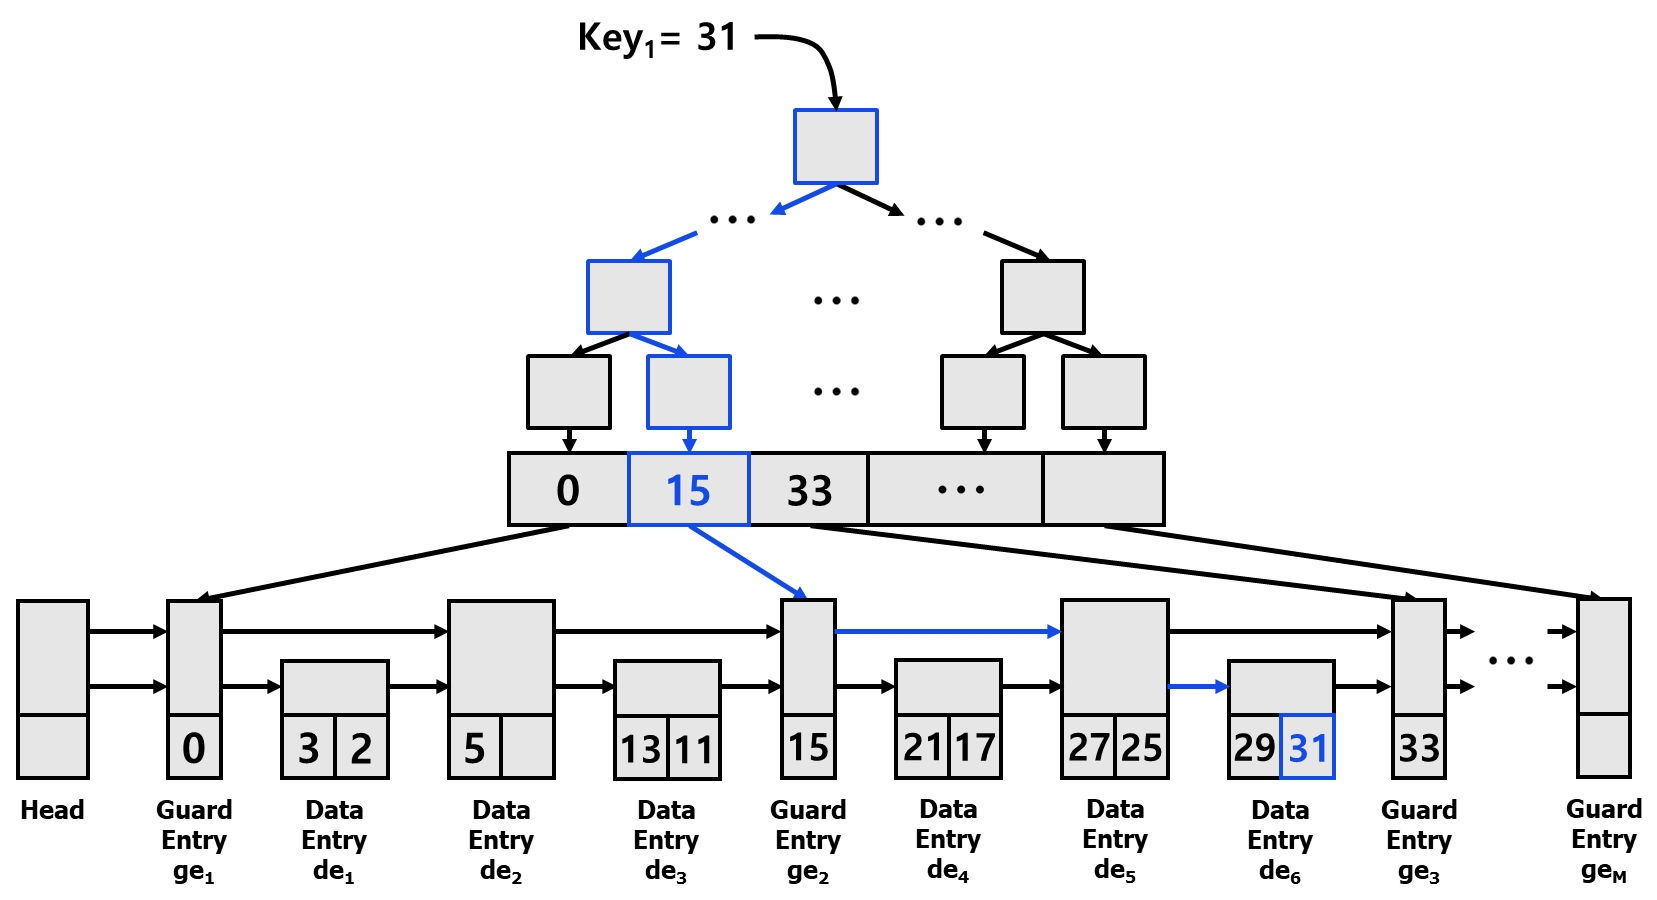 Key₁= 31
... ...
...
...
0 15 33 ...
...
0 3 2 5 13 11 15 21 17 27 25 29 31 33
Head
Guard Entry ge₁
Data Entry de₁
Data Entry de₂
Data Entry de₃
Guard Entry ge₂
Data Entry de₄
Data Entry de₅
Data Entry de₆
Guard Entry ge₃
Guard Entry geM